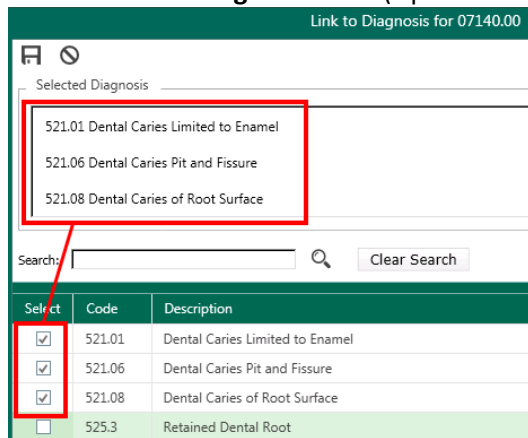 Link to Diagnosis for 07140.00
Selected Diagnosis
521.01 Dental Caries Limited to Enamel
521.06 Dental Caries Pit and Fissure
521.08 Dental Caries of Root Surface
Search: Clear Search
Select Code Description
521.01 Dental Caries Limited to Enamel
521.06 Dental Caries Pit and Fissure
521.08 Dental Caries of Root Surface
525.3 Retained Dental Root